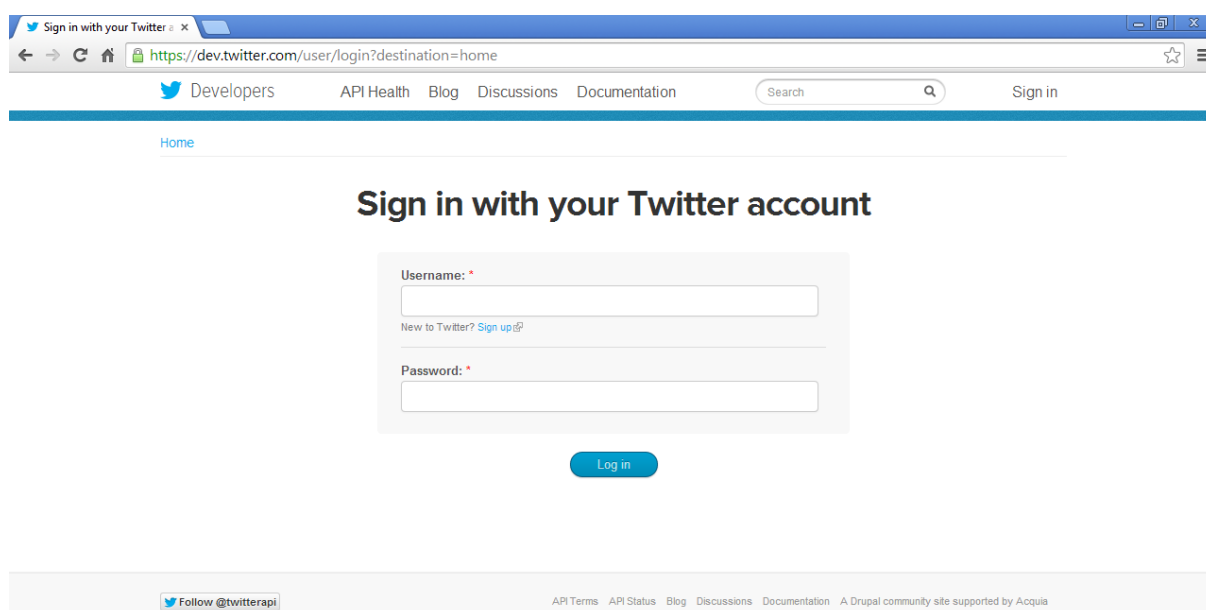 Sign in with your Twitter a
https://dev.twitter.com/user/login?destination=home
Developers API Health Blog Discussions Documentation Search Sign in
Home
Sign in with your Twitter account
Username: *
New to Twitter? Sign up
Password: *
Log in
Follow @twitterapi API Terms API Status Blog Discussions Documentation A Drupal community site supported by Acquia